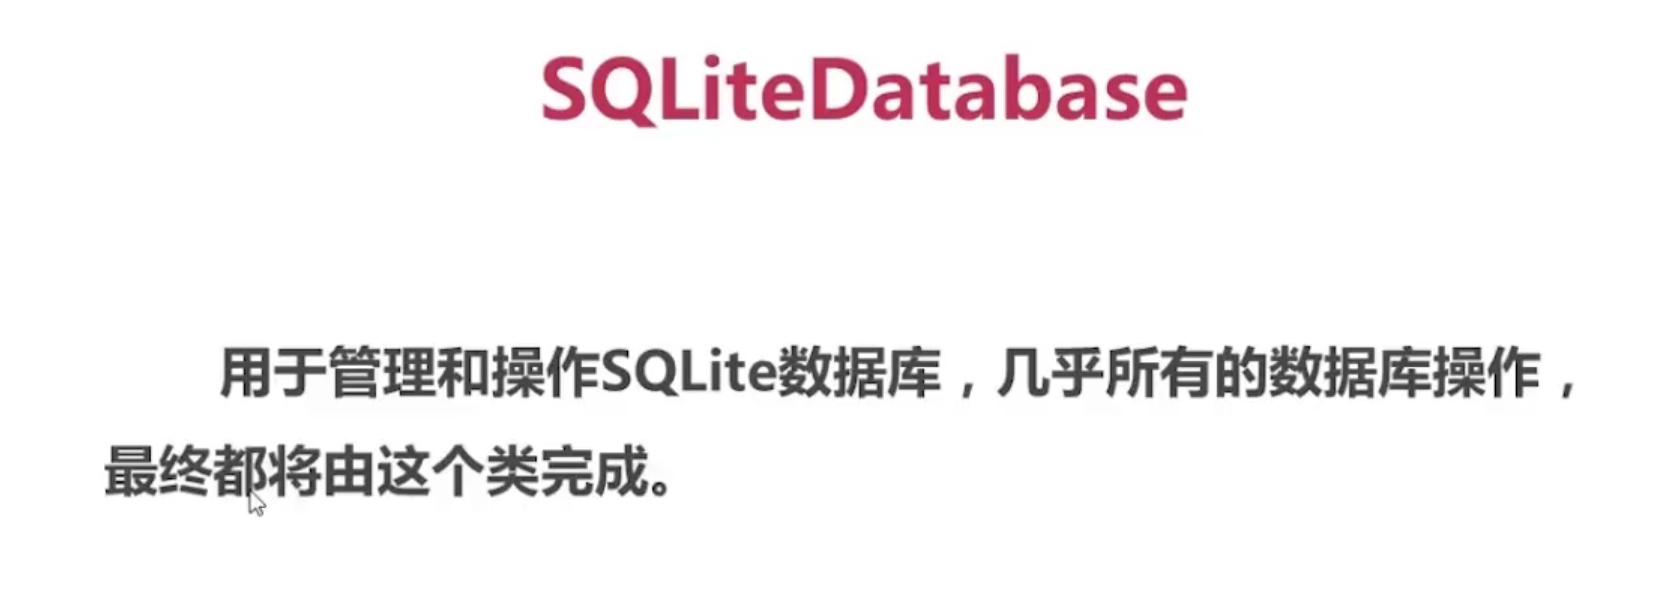 SQLiteDatabase
用于管理和操作SQLite数据库，几乎所有的数据库操作，
最终都将由这个类完成。